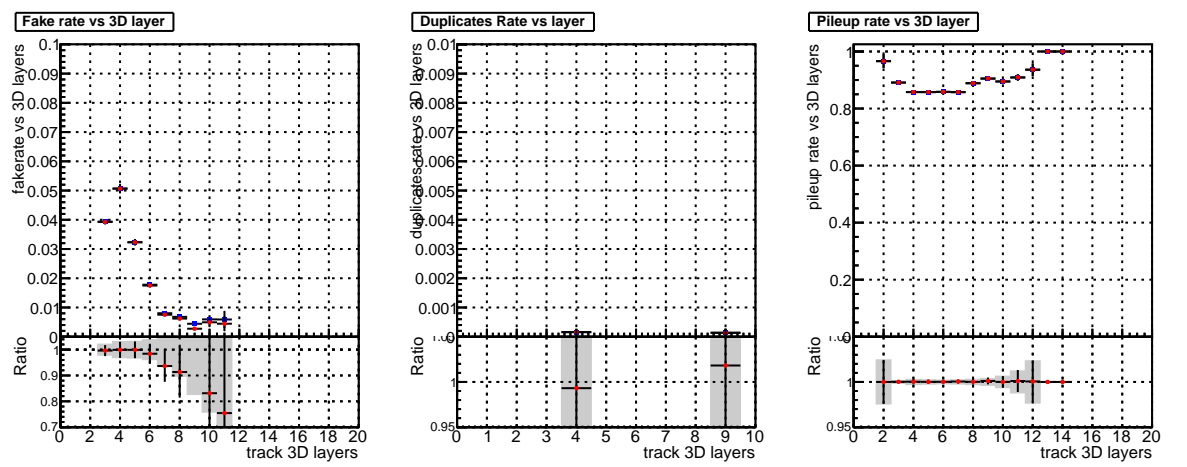 Fake rate vs 3D layer
fakerate vs 3D layers
0.1
0.09
0.08
0.07
0.06
0.05
0.04
0.03
0.02
0.01
0
Ratio
1
0.9
0.8
0.7
0 2 4 6 8 10 12 14 16 18 20
track 3D layers
Duplicates Rate vs layer
duplicates rate vs 3D layers
0.01
0.009
0.008
0.007
0.006
0.005
0.004
0.003
0.002
0.001
0
Ratio
1
0.95
0 1 2 3 4 5 6 7 8 9 10
track 3D layers
Pileup rate vs 3D layer
pileup rate vs 3D layers
1
0.8
0.6
0.4
0.2
0
Ratio
1
0.95
0 2 4 6 8 10 12 14 16 18 20
track 3D layers